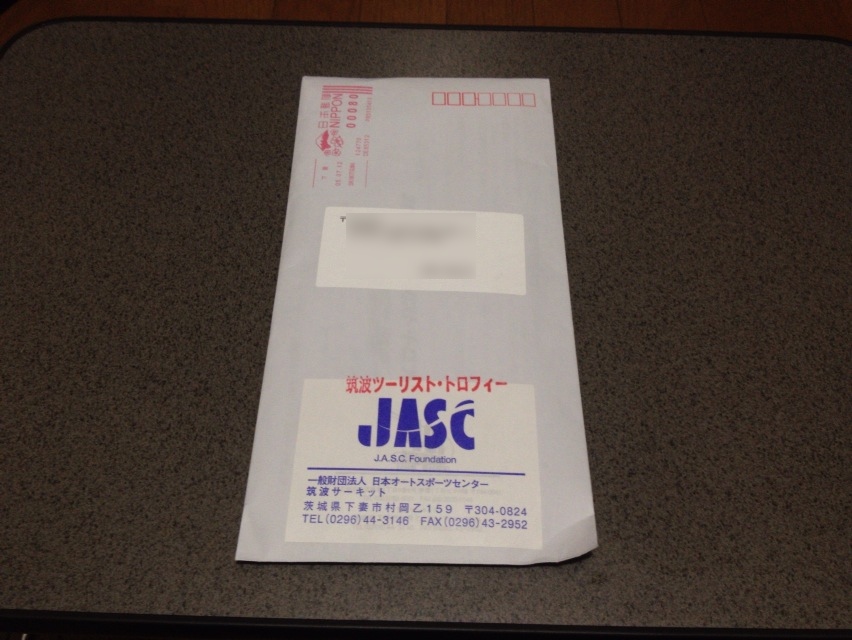 日本郵便
NIPPON
00080
〒
筑波ツーリスト・トロフィー
JASC
J.A.S.C. Foundation
一般財団法人 日本オートスポーツセンター
筑波サーキット
茨城県下妻市村岡乙159 〒304-0824
TEL(0296)44-3146 FAX(0296)43-2952